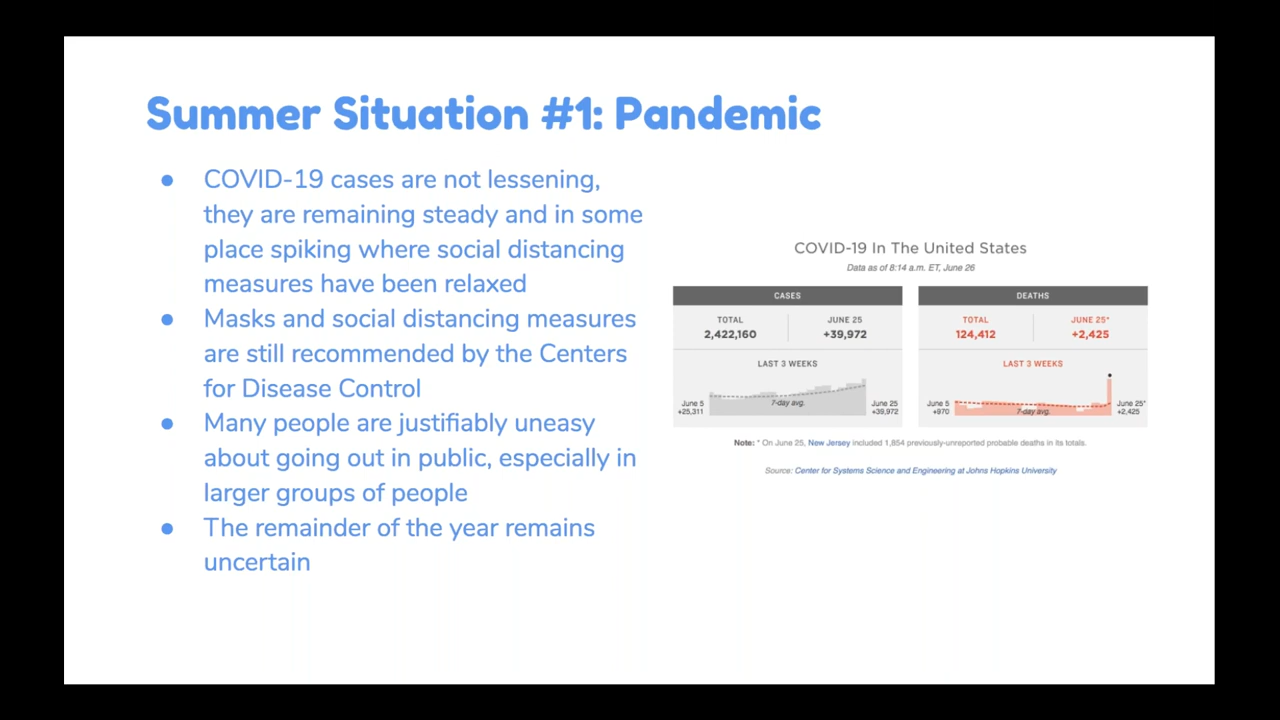 Summer Situation #1: Pandemic
● COVID-19 cases are not lessening,
they are remaining steady and in some
place spiking where social distancing
measures have been relaxed
● Masks and social distancing measures
are still recommended by the Centers
for Disease Control
● Many people are justifiably uneasy
about going out in public, especially in
larger groups of people
● The remainder of the year remains
uncertain
COVID-19 In The United States
Data as of 8:14 a.m. ET, June 26
CASES
TOTAL
2,422,160
JUNE 25
+39,972
LAST 3 WEEKS
June 5
+25,311
7-day avg.
June 25
+39,972
DEATHS
TOTAL
124,412
JUNE 25*
+2,425
LAST 3 WEEKS
June 5
+970
7-day avg.
June 25*
+2,425
Note: * On June 25, New Jersey included 1,854 previously-unreported probable deaths in its totals.
Source: Center for Systems Science and Engineering at Johns Hopkins University